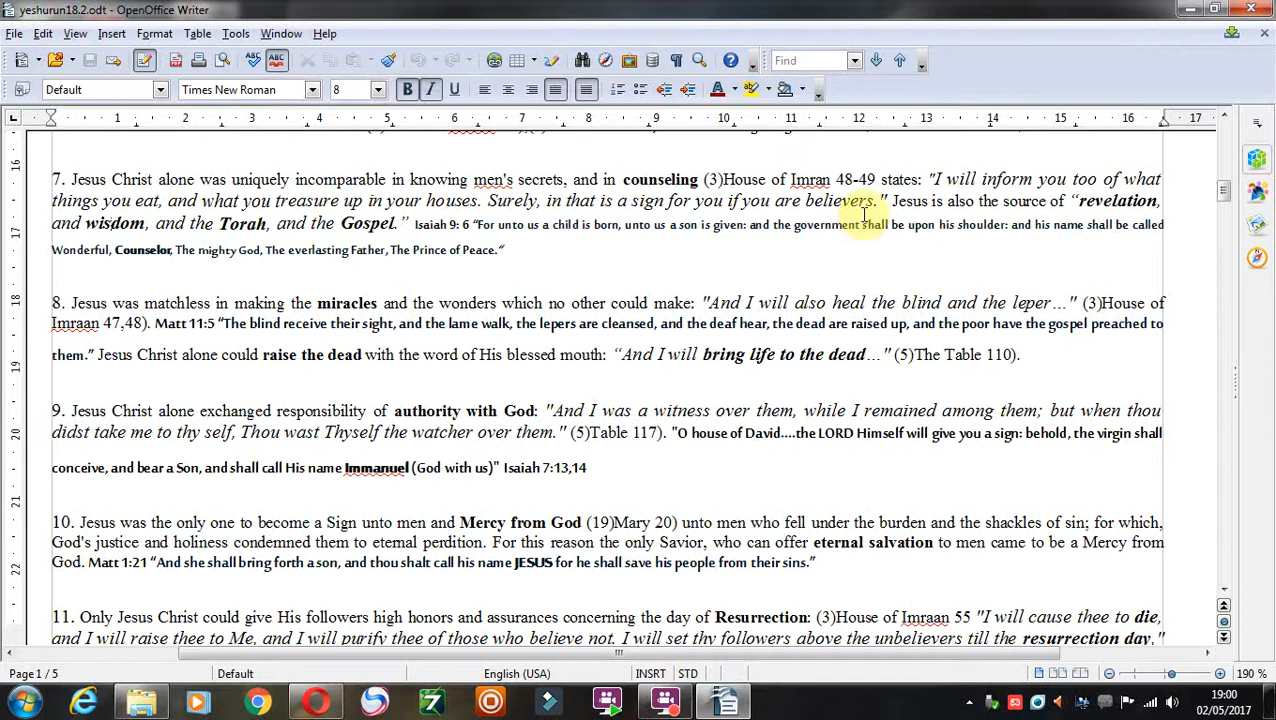 yeshurun18.2.odt - OpenOffice Writer
File Edit View Insert Format Table Tools Window Help
Find
Default Times New Roman 8
1 2 3 4 5 6 7 8 9 10 11 12 13 14 15 16 17
7. Jesus Christ alone was uniquely incomparable in knowing men's secrets, and in counseling (3)House of Imran 48-49 states: "I will inform you too of what
things you eat, and what you treasure up in your houses. Surely, in that is a sign for you if you are believers." Jesus is also the source of “revelation,
and wisdom, and the Torah, and the Gospel.” Isaiah 9: 6 “For unto us a child is born, unto us a son is given: and the government shall be upon his shoulder: and his name shall be called
Wonderful, Counselor, The mighty God, The everlasting Father, The Prince of Peace.“
8. Jesus was matchless in making the miracles and the wonders which no other could make: "And I will also heal the blind and the leper…" (3)House of
Imraan 47,48). Matt 11:5 “The blind receive their sight, and the lame walk, the lepers are cleansed, and the deaf hear, the dead are raised up, and the poor have the gospel preached to
them.” Jesus Christ alone could raise the dead with the word of His blessed mouth: “And I will bring life to the dead…" (5)The Table 110).
9. Jesus Christ alone exchanged responsibility of authority with God: "And I was a witness over them, while I remained among them; but when thou
didst take me to thy self, Thou wast Thyself the watcher over them." (5)Table 117). "O house of David....the LORD Himself will give you a sign: behold, the virgin shall
conceive, and bear a Son, and shall call His name Immanuel (God with us)" Isaiah 7:13,14
10. Jesus was the only one to become a Sign unto men and Mercy from God (19)Mary 20) unto men who fell under the burden and the shackles of sin; for which,
God's justice and holiness condemned them to eternal perdition. For this reason the only Savior, who can offer eternal salvation to men came to be a Mercy from
God. Matt 1:21 “And she shall bring forth a son, and thou shalt call his name JESUS for he shall save his people from their sins.”
11. Only Jesus Christ could give His followers high honors and assurances concerning the day of Resurrection: (3)House of Imraan 55 "I will cause thee to die,
and I will raise thee to Me, and I will purify thee of those who believe not. I will set thy followers above the unbelievers till the resurrection day,"
Page 1 / 5 Default English (USA) INSRT STD 190 %
19:00
02/05/2017